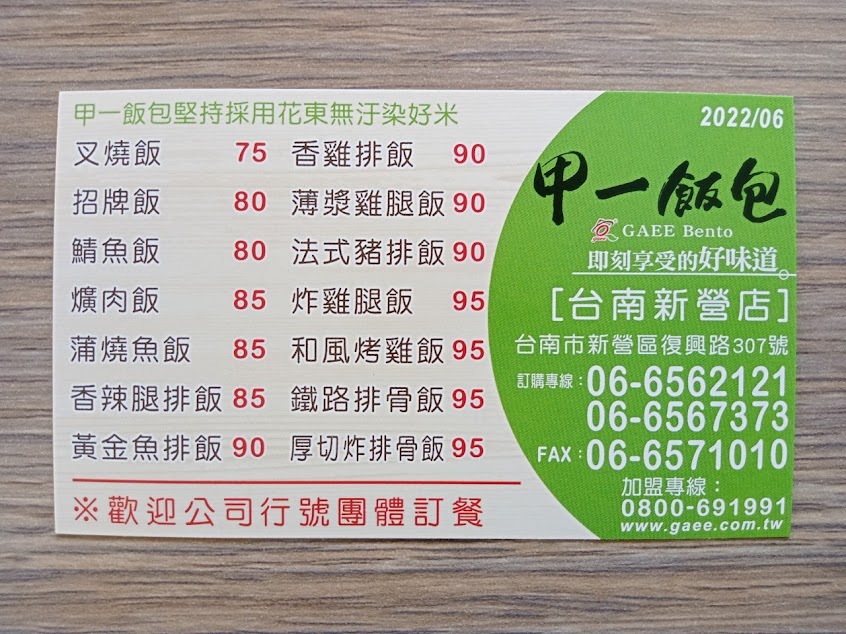 甲一飯包堅持採用花東無汙染好米
叉燒飯 75 香雞排飯 90
招牌飯 80 薄漿雞腿飯 90
鯖魚飯 80 法式豬排飯 90
爌肉飯 85 炸雞腿飯 95
蒲燒魚飯 85 和風烤雞飯 95
香辣腿排飯 85 鐵路排骨飯 95
黃金魚排飯 90 厚切炸排骨飯 95
※歡迎公司行號團體訂餐
2022/06
甲一飯包
GAEE Bento
即刻享受的好味道。
[台南新營店]
台南市新營區復興路307號
訂購專線：06-6562121
06-6567373
FAX：06-6571010
加盟專線：
0800-691991
www.gaee.com.tw